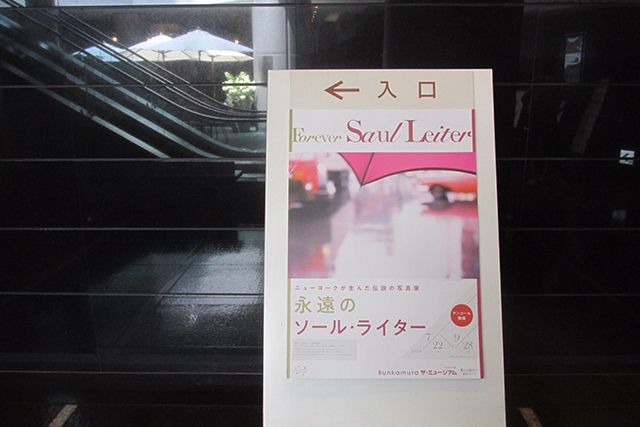 ← 入口
Forever Saul Leiter
ニューヨークが生んだ伝説の写真家
永遠の
ソール・ライター
アンコール
開催
7 22 9 28
Bunkamura ザ・ミュージアム